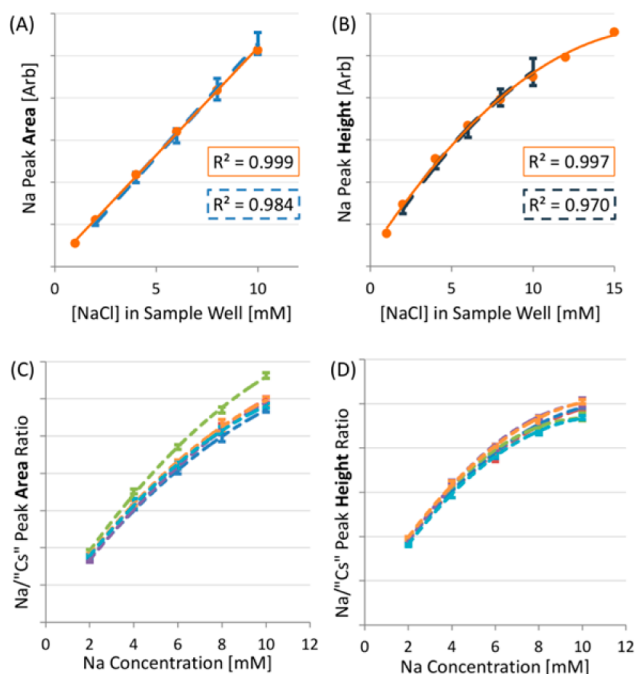 (A)
Na Peak Area [Arb]
R² = 0.999
R² = 0.984
0 5 10
[NaCl] in Sample Well [mM]
(B)
Na Peak Height [Arb]
R² = 0.997
R² = 0.970
0 5 10 15
[NaCl] in Sample Well [mM]
(C)
Na/"Cs" Peak Area Ratio
0 2 4 6 8 10 12
Na Concentration [mM]
(D)
Na/"Cs" Peak Height Ratio
0 2 4 6 8 10 12
Na Concentration [mM]